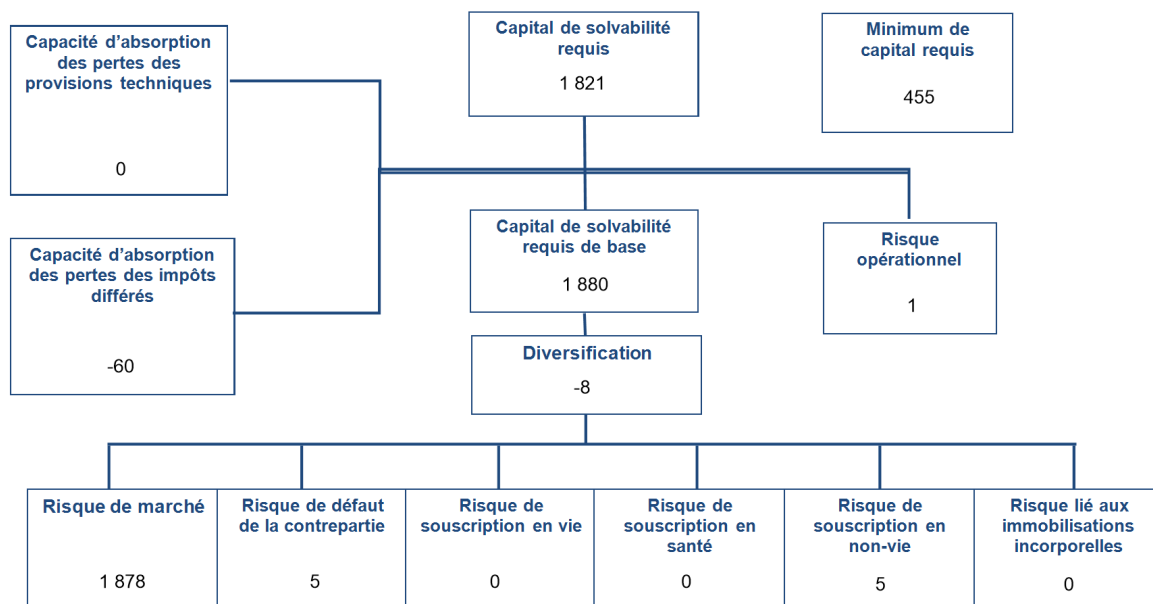 Capacité d’absorption
des pertes des
provisions techniques
0
Capital de solvabilité
requis
1 821
Minimum de
capital requis
455
Capacité d’absorption
des pertes des impôts
différés
-60
Capital de solvabilité
requis de base
1 880
Risque
opérationnel
1
Diversification
-8
Risque de marché
1 878
Risque de défaut
de la contrepartie
5
Risque de
souscription en vie
0
Risque de
souscription en
santé
0
Risque de
souscription en
non-vie
5
Risque lié aux
immobilisations
incorporelles
0